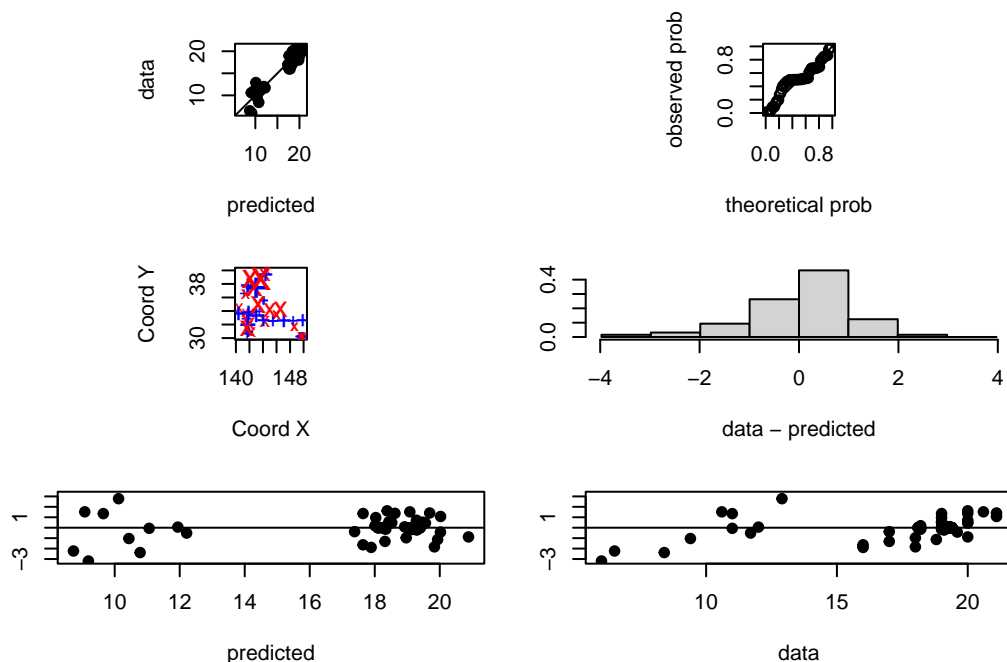 data
10 20
10 20
predicted
observed prob
0.0 0.8
0.0 0.8
theoretical prob
Coord Y
30 38
140 148
Coord X
0.0 0.4
−4 −2 0 2 4
data − predicted
−3 1
10 12 14 16 18 20
predicted
−3 1
10 15 20
data